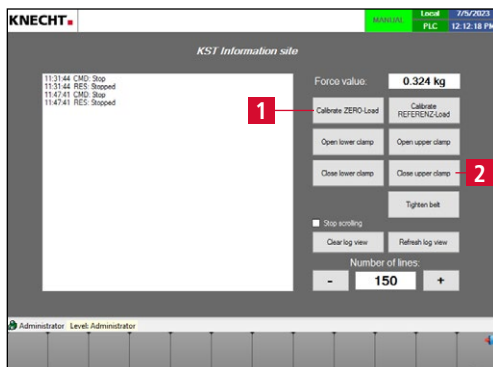 KNECHT
MANUAL
Local
7/5/2023
PLC
12:12:18 PM
KST Information site
11:31:44 CMD: Stop
11:31:44 RES: Stopped
11:47:41 CMD: Stop
11:47:41 RES: Stopped
Force value:
0.324 kg
1
Calibrate ZERO-Load
Calibrate
REFERENZ-Load
Open lower clamp
Open upper clamp
Close lower clamp
Close upper clamp
2
Tighten belt
Stop scrolling
Clear log view
Refresh log view
Number of lines:
-
150
+
Administrator Level: Administrator